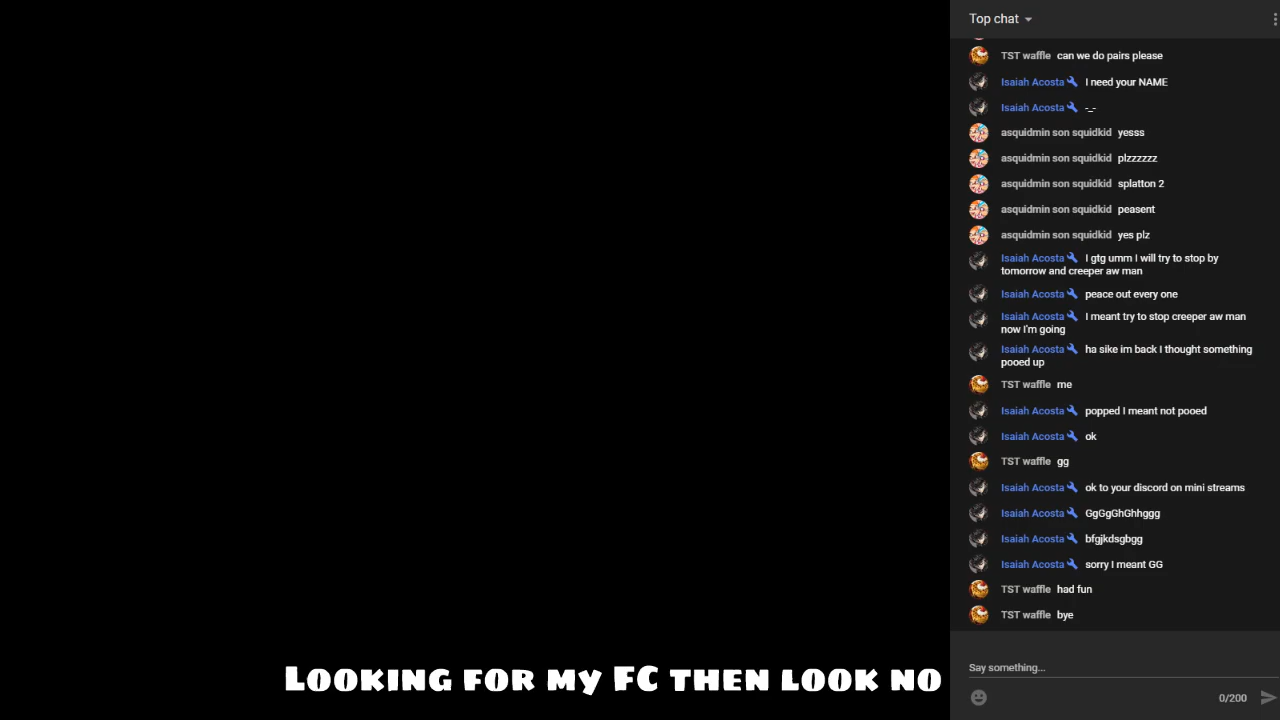 Top chat
TST waffle can we do pairs please
Isaiah Acosta I need your NAME
Isaiah Acosta -_-
asquidmin son squidkid yesss
asquidmin son squidkid plzzzzzz
asquidmin son squidkid splatton 2
asquidmin son squidkid peasent
asquidmin son squidkid yes plz
Isaiah Acosta I gtg umm I will try to stop by
tomorrow and creeper aw man
Isaiah Acosta peace out every one
Isaiah Acosta I meant try to stop creeper aw man
now I'm going
Isaiah Acosta ha sike im back I thought something
pooed up
TST waffle me
Isaiah Acosta popped I meant not pooed
Isaiah Acosta ok
TST waffle gg
Isaiah Acosta ok to your discord on mini streams
Isaiah Acosta GgGgGhGhhggg
Isaiah Acosta bfgjkdsgbgg
Isaiah Acosta sorry I meant GG
TST waffle had fun
TST waffle bye
Say something...
0/200
Looking for my FC then look no